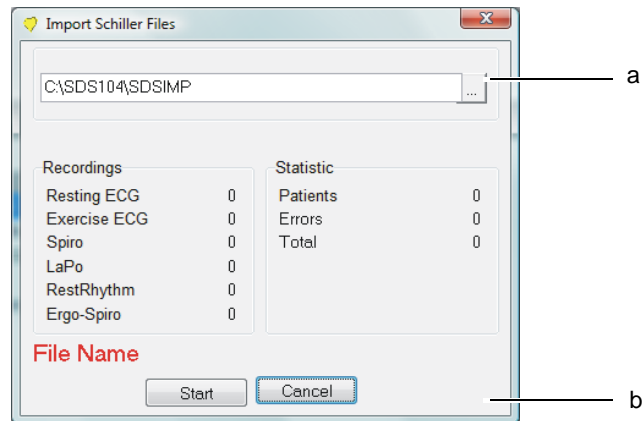 Import Schiller Files
a
C:\SDS104\SDSIMP
...
Recordings
Resting ECG 0
Exercise ECG 0
Spiro 0
LaPo 0
RestRhythm 0
Ergo-Spiro 0
Statistic
Patients 0
Errors 0
Total 0
File Name
Start Cancel
b